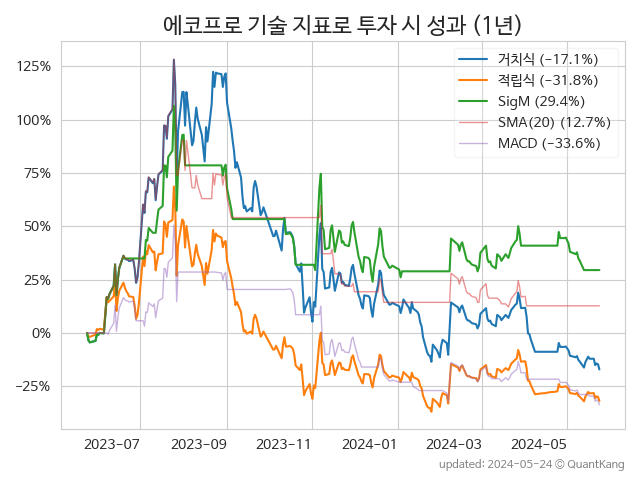 에코프로 기술 지표로 투자 시 성과 (1년)
거치식 (−17.1%)
적립식 (−31.8%)
SigM (29.4%)
SMA(20) (12.7%)
MACD (−33.6%)
125%
100%
75%
50%
25%
0%
−25%
2023-07 2023-09 2023-11 2024-01 2024-03 2024-05
updated: 2024-05-24 © QuantKang